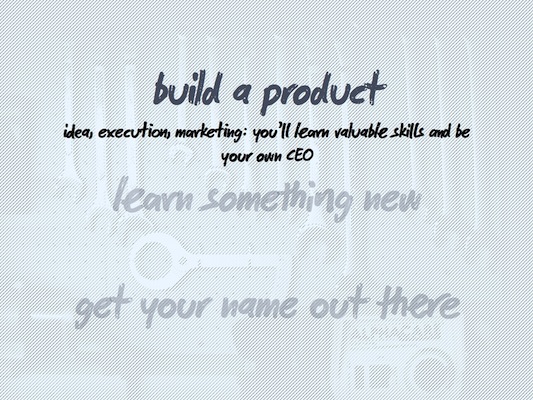 build a product
idea, execution, marketing: you'll learn valuable skills and be
your own CEO
learn something new
get your name out there
ALPHACARE